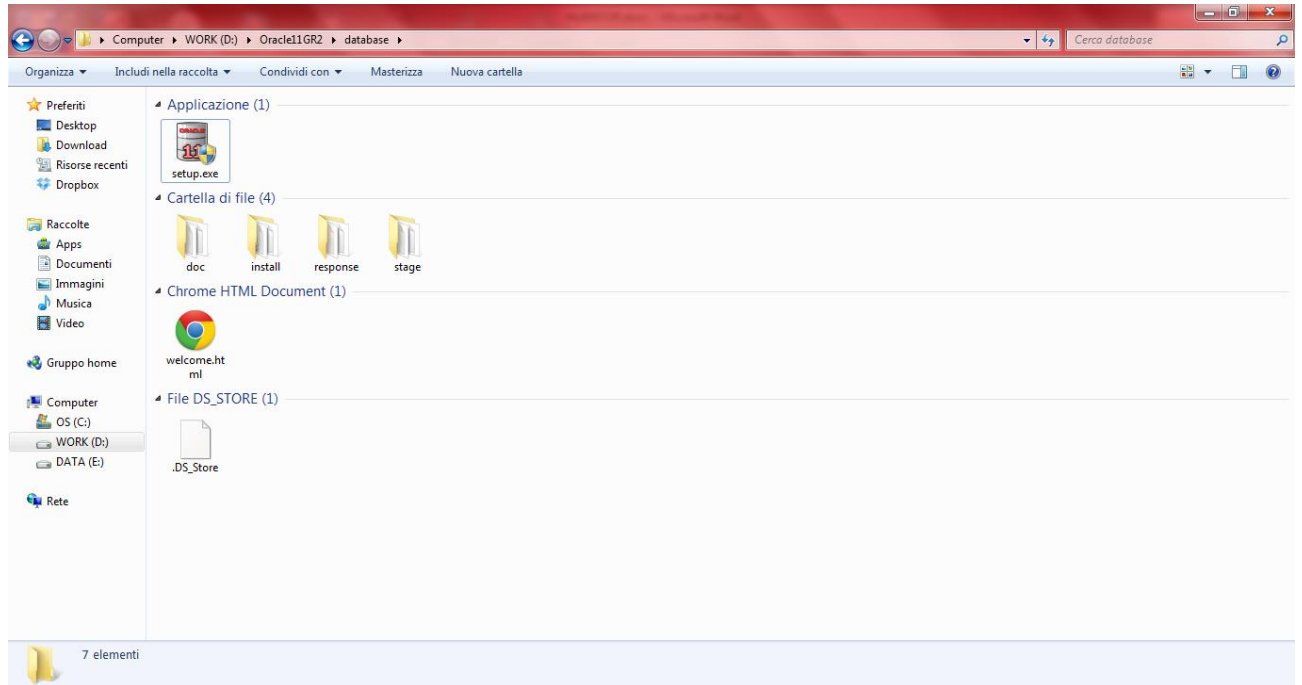 Computer ▸ WORK (D:) ▸ Oracle11GR2 ▸ database ▸
Cerca database
Organizza Includi nella raccolta Condividi con Masterizza Nuova cartella
Preferiti
Desktop
Download
Risorse recenti
Dropbox
Raccolte
Apps
Documenti
Immagini
Musica
Video
Gruppo home
Computer
OS (C:)
WORK (D:)
DATA (E:)
Rete
Applicazione (1)
ORACLE
11
setup.exe
Cartella di file (4)
doc install response stage
Chrome HTML Document (1)
welcome.ht
ml
File DS_STORE (1)
.DS_Store
7 elementi